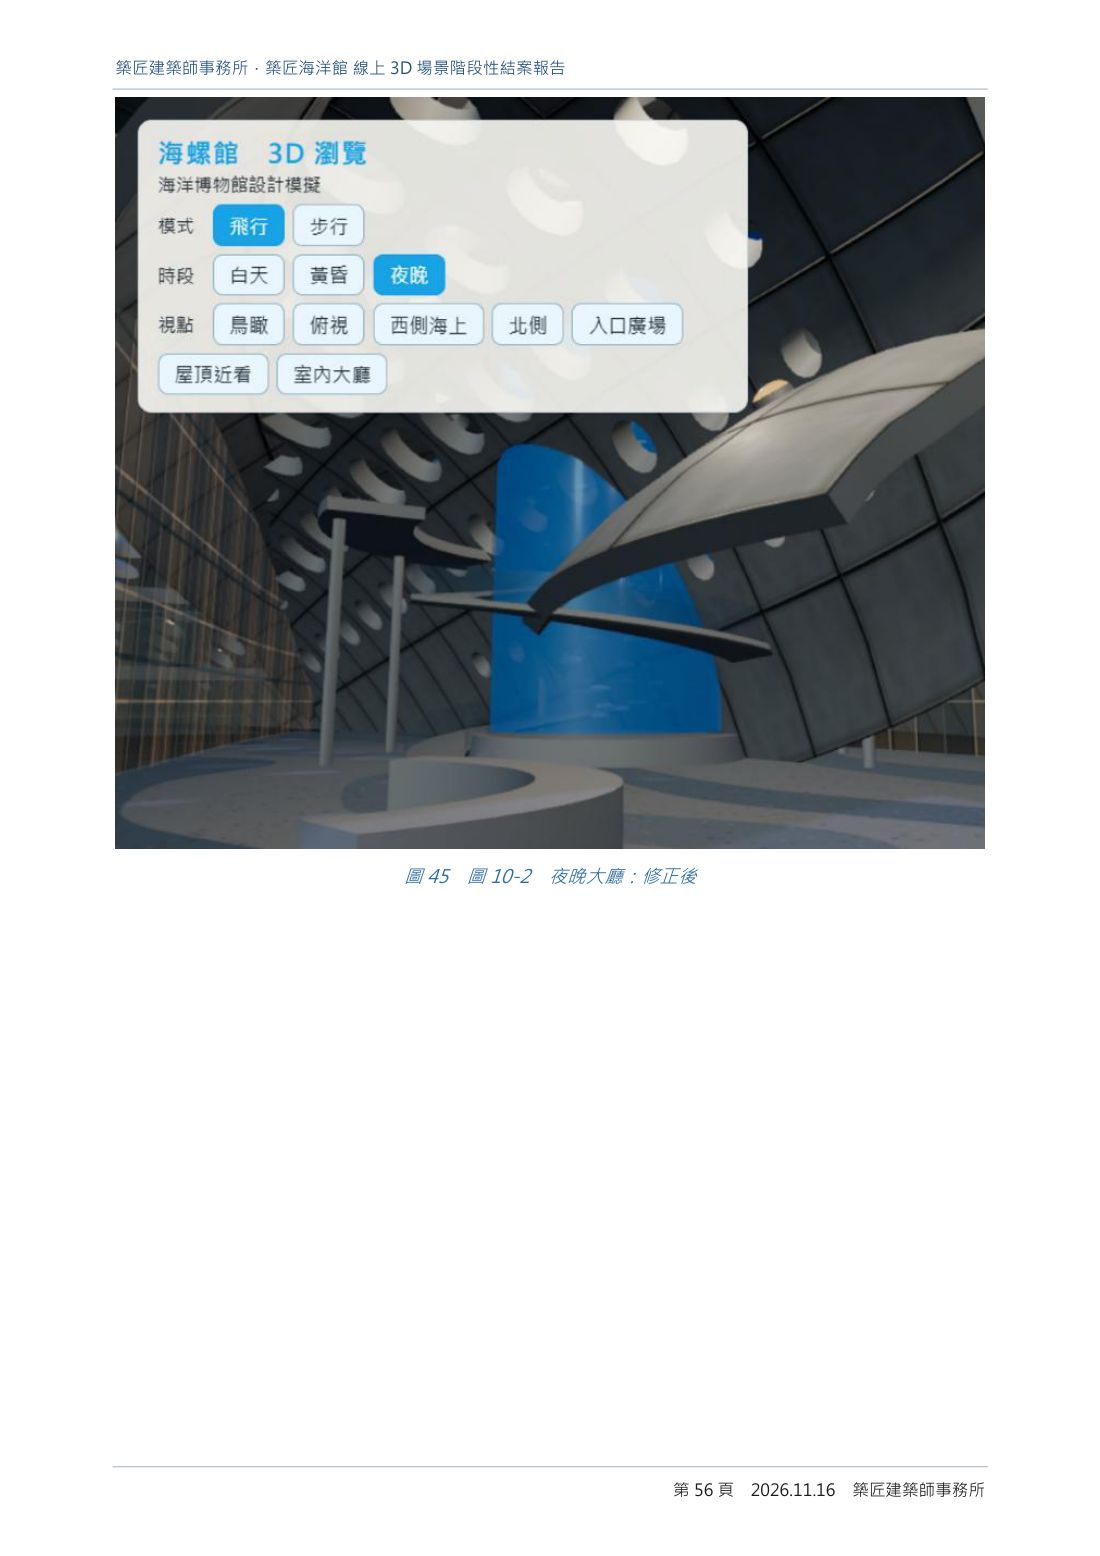 築匠建築師事務所．築匠海洋館 線上 3D 場景階段性結案報告
海螺館　3D 瀏覽
海洋博物館設計模擬
模式 飛行 步行
時段 白天 黃昏 夜晚
視點 鳥瞰 俯視 西側海上 北側 入口廣場
屋頂近看 室內大廳
圖 45　圖 10-2　夜晚大廳：修正後
第 56 頁　2026.11.16　築匠建築師事務所